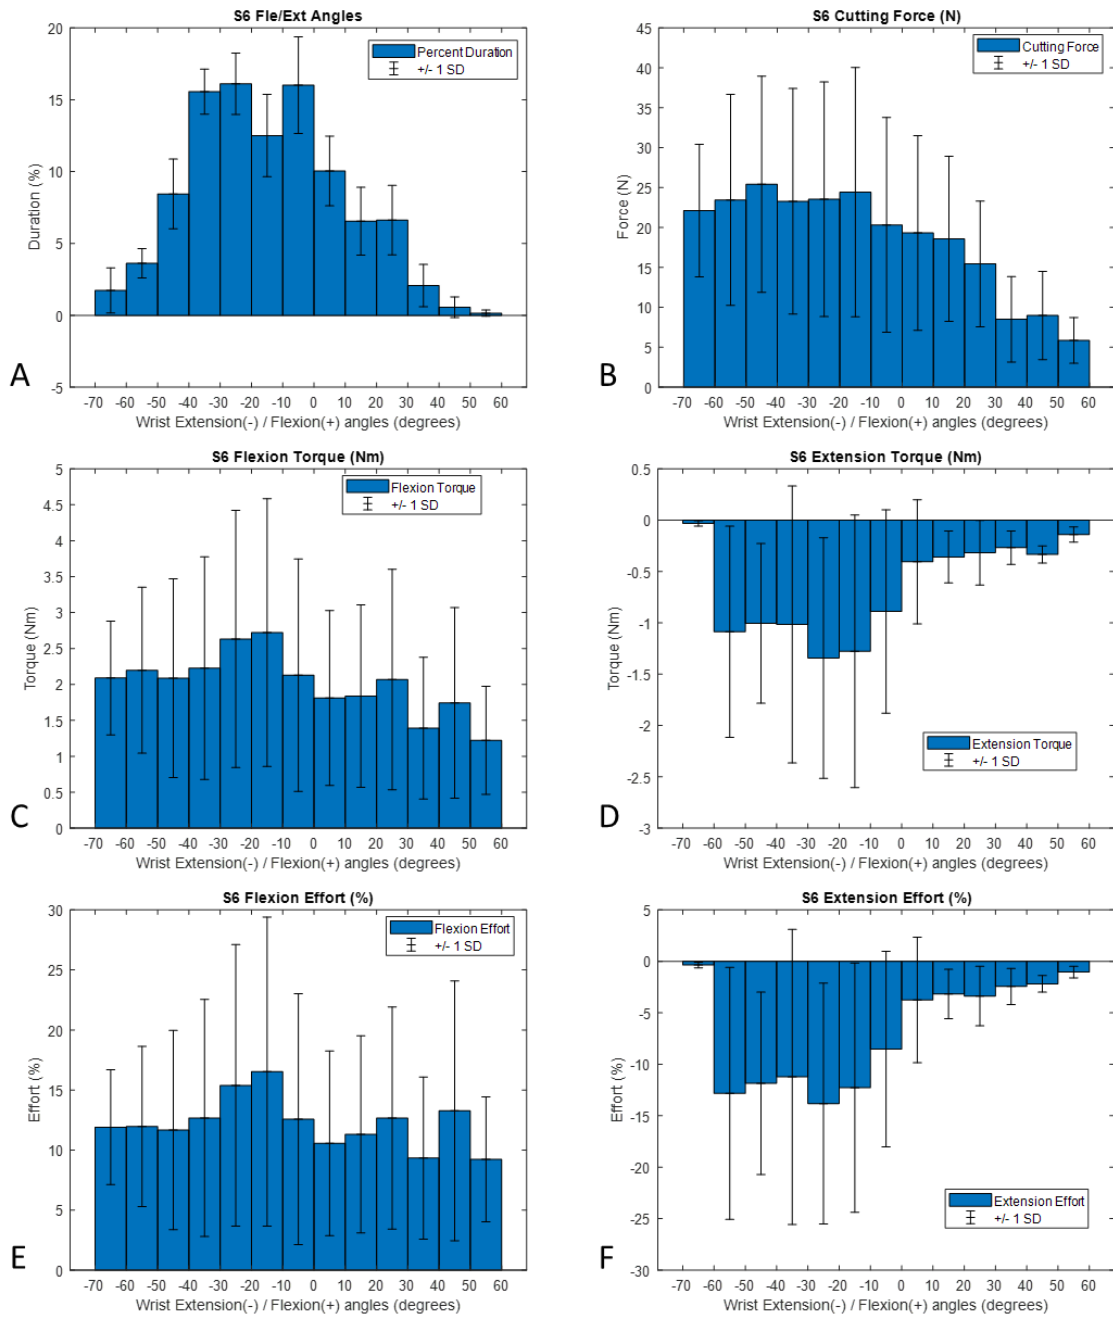 S6 Fle/Ext Angles
20
15
10
5
0
-5
Duration (%)
Percent Duration
+/- 1 SD
-70 -60 -50 -40 -30 -20 -10 0 10 20 30 40 50 60
Wrist Extension(-) / Flexion(+) angles (degrees)
A
S6 Cutting Force (N)
45
40
35
30
25
20
15
10
5
0
Force (N)
Cutting Force
+/- 1 SD
-70 -60 -50 -40 -30 -20 -10 0 10 20 30 40 50 60
Wrist Extension(-) / Flexion(+) angles (degrees)
B
S6 Flexion Torque (Nm)
5
4.5
4
3.5
3
2.5
2
1.5
1
0.5
0
Torque (Nm)
Flexion Torque
+/- 1 SD
-70 -60 -50 -40 -30 -20 -10 0 10 20 30 40 50 60
Wrist Extension(-) / Flexion(+) angles (degrees)
C
S6 Extension Torque (Nm)
0.5
0
-0.5
-1
-1.5
-2
-2.5
-3
Torque (Nm)
Extension Torque
+/- 1 SD
-70 -60 -50 -40 -30 -20 -10 0 10 20 30 40 50 60
Wrist Extension(-) / Flexion(+) angles (degrees)
D
S6 Flexion Effort (%)
30
25
20
15
10
5
0
Effort (%)
Flexion Effort
+/- 1 SD
-70 -60 -50 -40 -30 -20 -10 0 10 20 30 40 50 60
Wrist Extension(-) / Flexion(+) angles (degrees)
E
S6 Extension Effort (%)
5
0
-5
-10
-15
-20
-25
-30
Effort (%)
Extension Effort
+/- 1 SD
-70 -60 -50 -40 -30 -20 -10 0 10 20 30 40 50 60
Wrist Extension(-) / Flexion(+) angles (degrees)
F